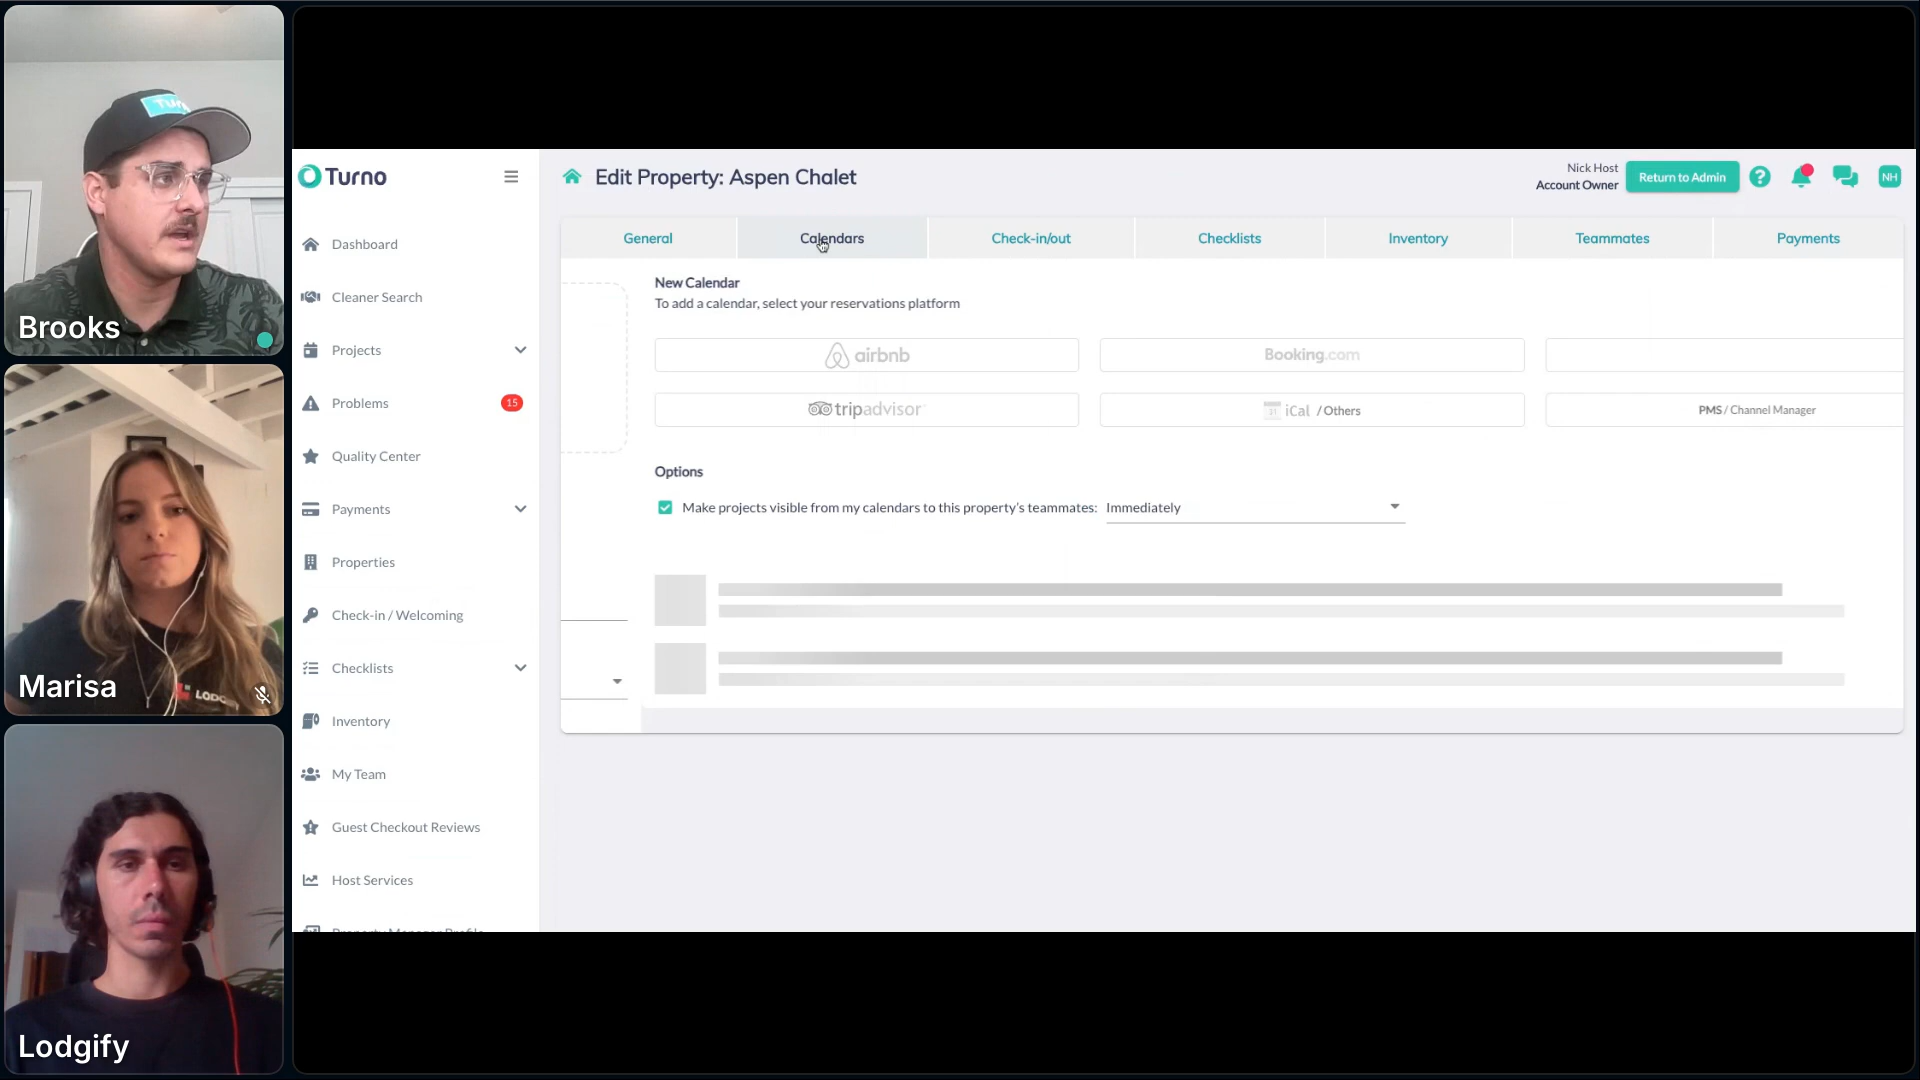 Turno
Brooks
Marisa
LODG
Lodgify
Turno
Dashboard
Cleaner Search
Projects
Problems
15
Quality Center
Payments
Properties
Check-in / Welcoming
Checklists
Inventory
My Team
Guest Checkout Reviews
Host Services
Edit Property: Aspen Chalet
Nick Host
Account Owner
Return to Admin
?
NH
General
Calendars
Check-in/out
Checklists
Inventory
Teammates
Payments
New Calendar
To add a calendar, select your reservations platform
airbnb
Booking.com
tripadvisor
iCal / Others
PMS / Channel Manager
Options
Make projects visible from my calendars to this property's teammates: Immediately